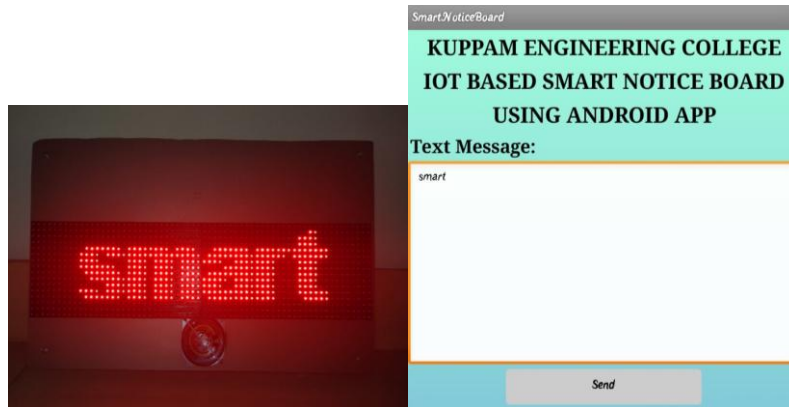 smart
SmartNoticeBoard
KUPPAM ENGINEERING COLLEGE
IOT BASED SMART NOTICE BOARD
USING ANDROID APP
Text Message:
smart
Send